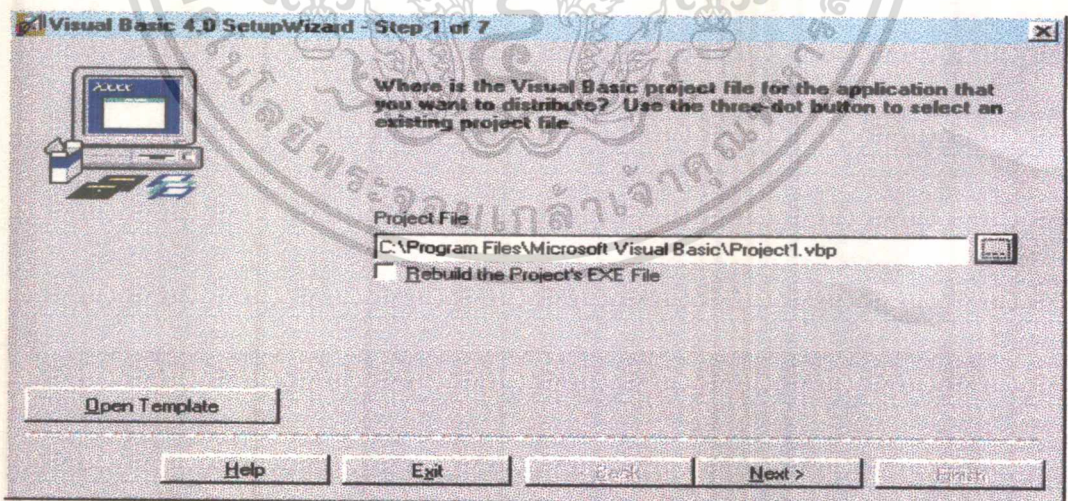 Visual Basic 4.0 SetupWizard - Step 1 of 7
Where is the Visual Basic project file for the application that
you want to distribute? Use the three-dot button to select an
existing project file.
Project File
C:\Program Files\Microsoft Visual Basic\Project1.vbp
Rebuild the Project's EXE File
Open Template
Help
Exit
Back
Next >
Finish